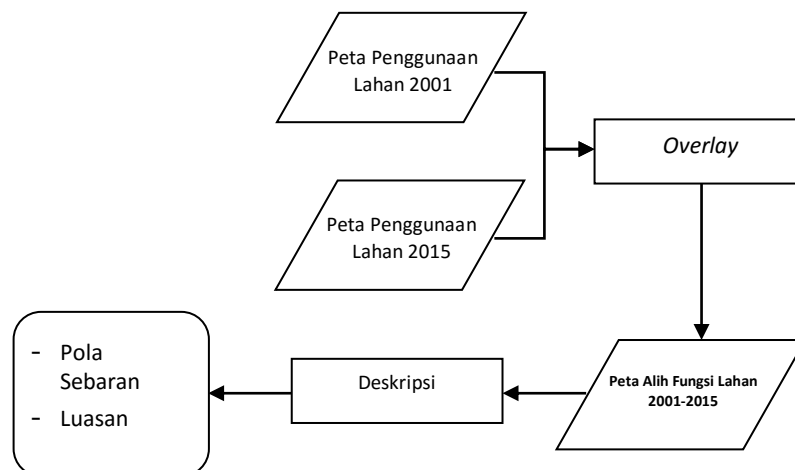 Peta Penggunaan
Lahan 2001
Overlay
Peta Penggunaan
Lahan 2015
Peta Alih Fungsi Lahan
2001-2015
Deskripsi
- Pola
Sebaran
- Luasan